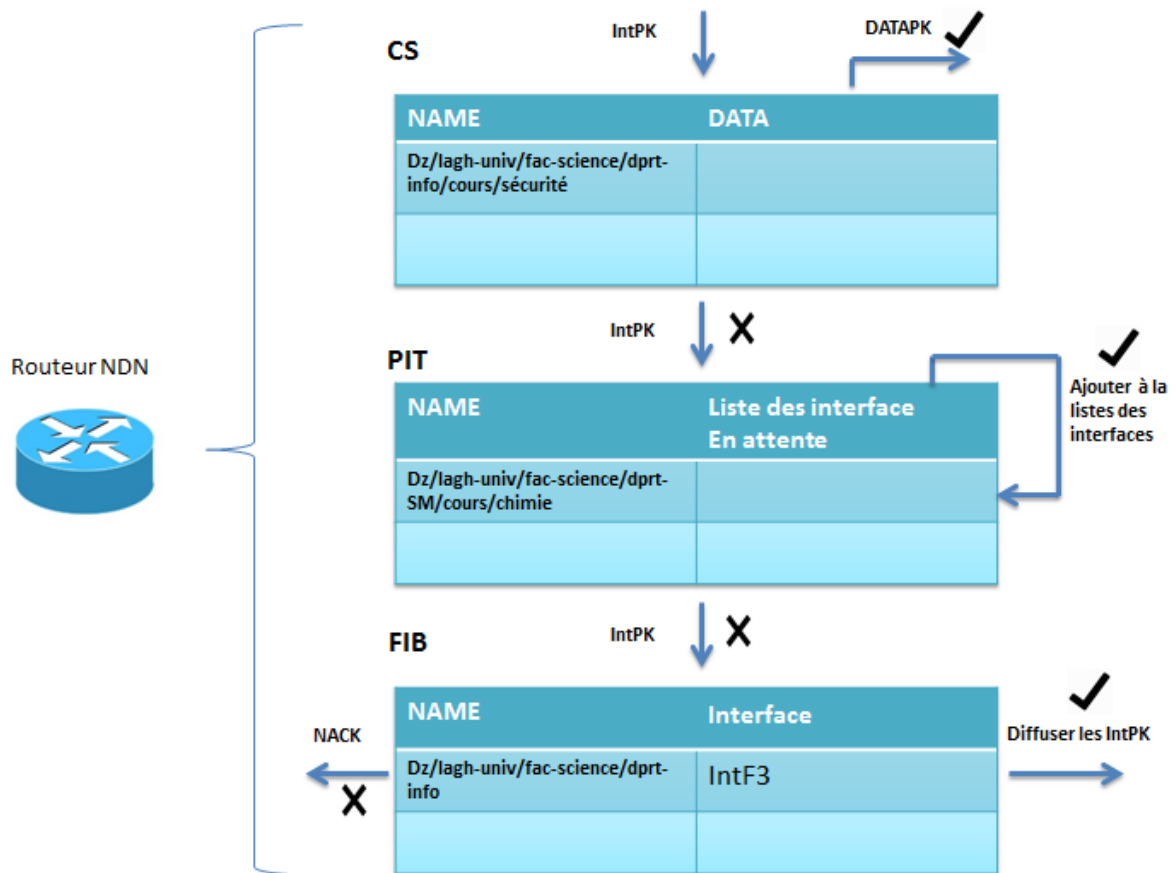 IntPK
DATAPK
CS
NAME
DATA
Dz/lagh-univ/fac-science/dprt-
info/cours/sécurité
IntPK
Routeur NDN
PIT
Ajouter à la
listes des
interfaces
NAME
Liste des interface
En attente
Dz/lagh-univ/fac-science/dprt-
SM/cours/chimie
IntPK
FIB
NAME
Interface
NACK
Diffuser les IntPK
Dz/lagh-univ/fac-science/dprt-
info
IntF3